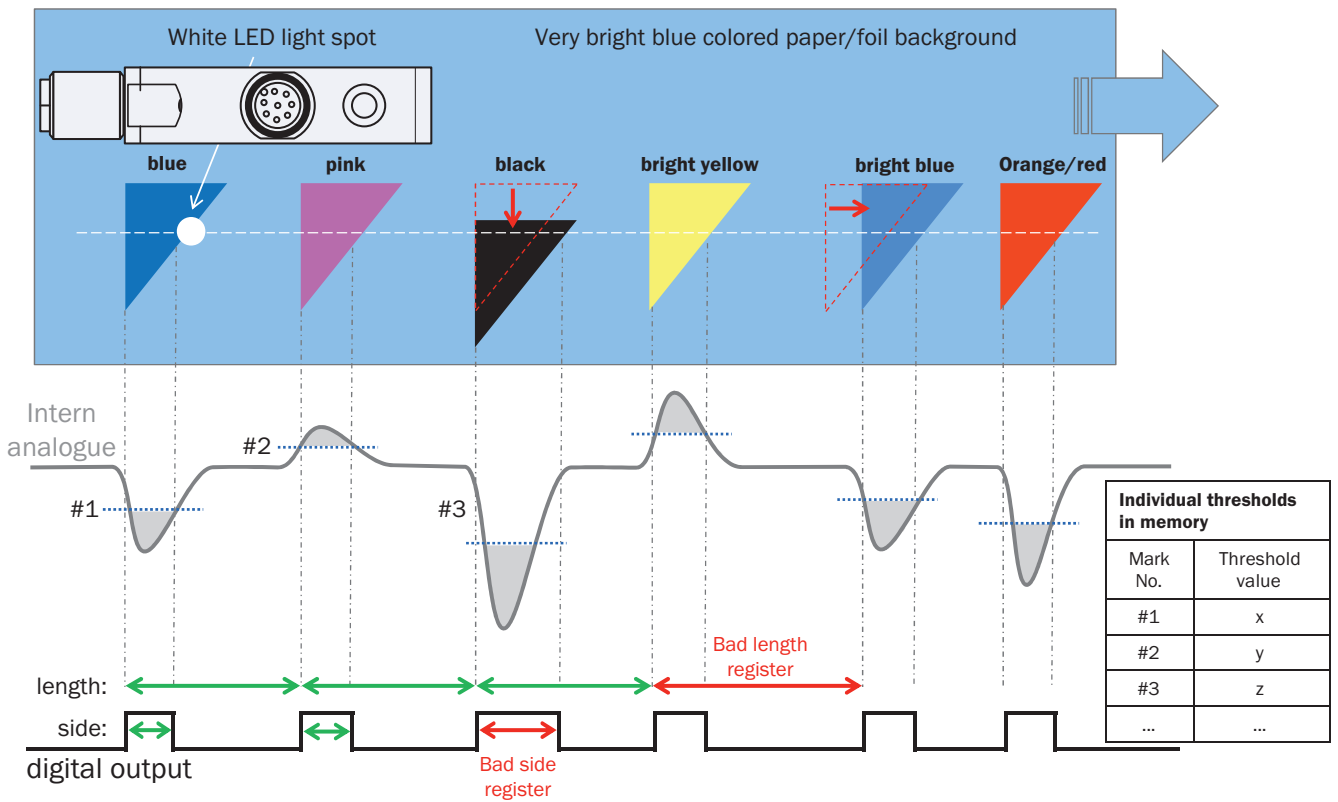 White LED light spot
Very bright blue colored paper/foil background
blue
pink
black
bright yellow
bright blue
Orange/red
Intern
analogue
#1
#2
#3
Individual thresholds
in memory
Mark
No.
Threshold
value
#1
x
#2
y
#3
z
...
...
length:
Bad length
register
side:
Bad side
register
digital output